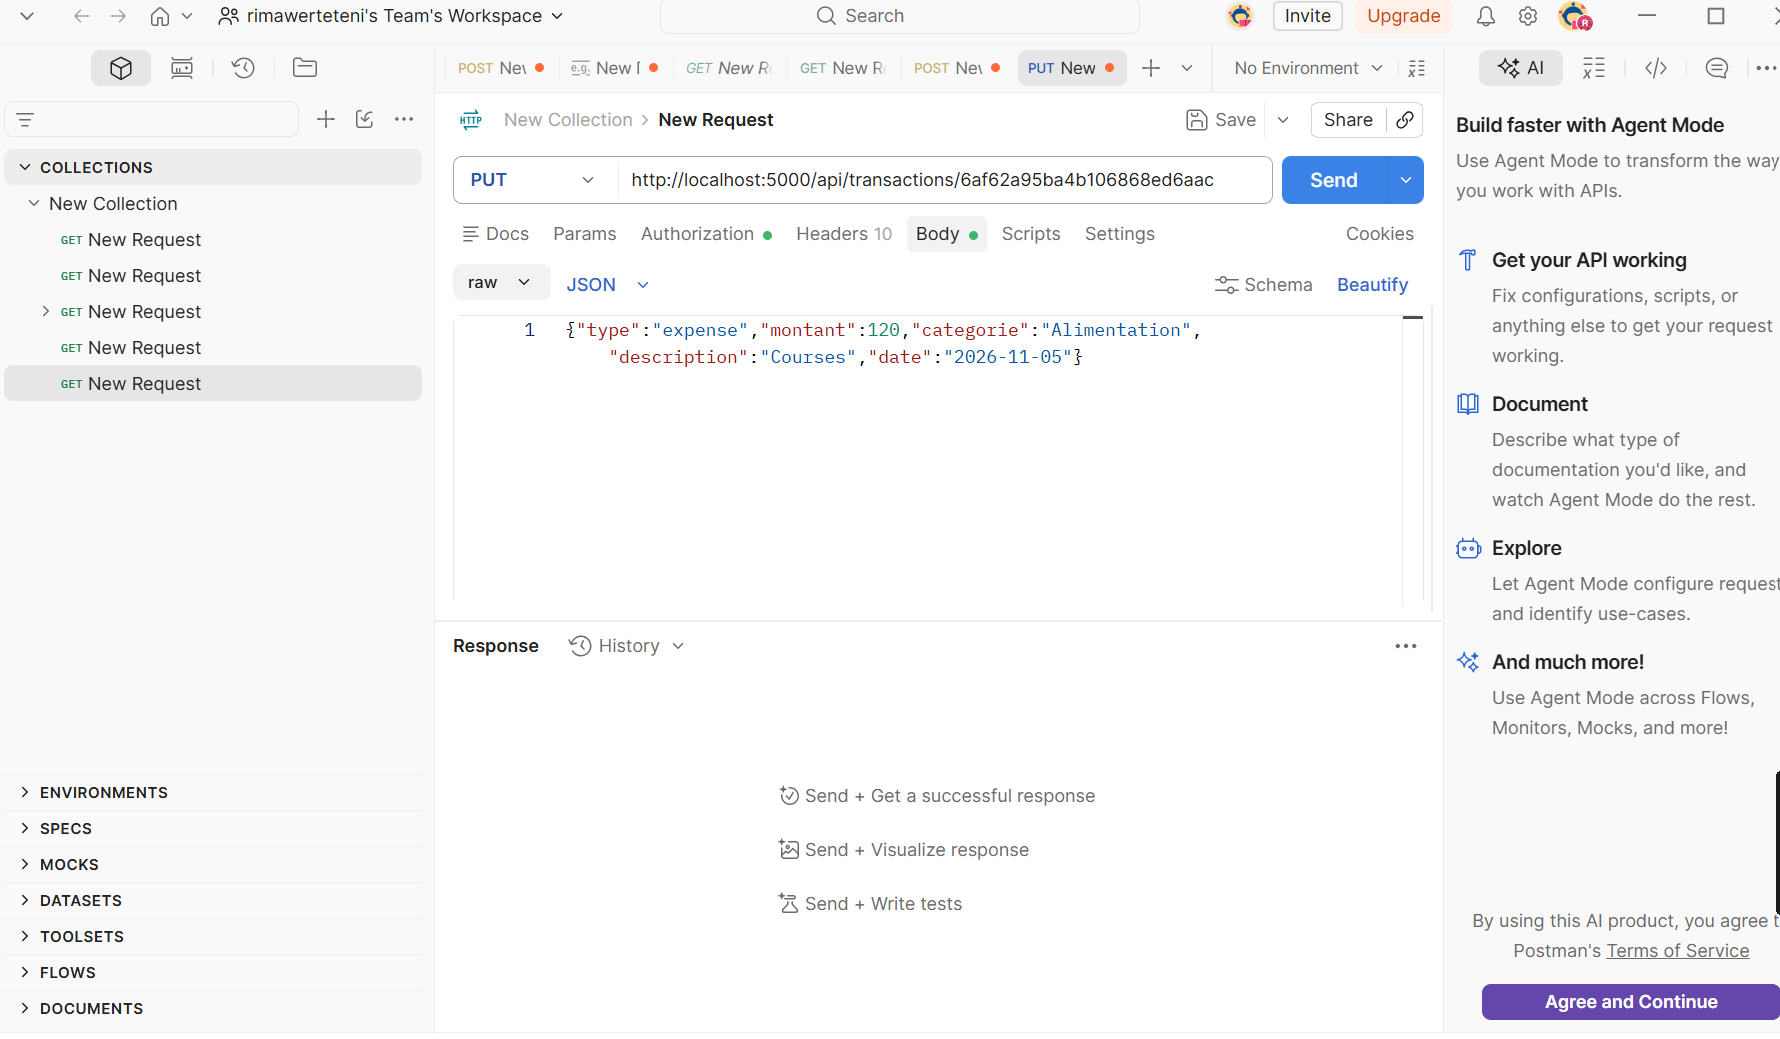 rimawerteteni's Team's Workspace
Search
Invite
Upgrade
R
POST Nev
e.g. New
GET New R
GET New R
POST Nev
PUT New
No Environment
AI
COLLECTIONS
New Collection
GET New Request
GET New Request
GET New Request
GET New Request
GET New Request
ENVIRONMENTS
SPECS
MOCKS
DATASETS
TOOLSETS
FLOWS
DOCUMENTS
HTTP New Collection > New Request
Save
Share
PUT
http://localhost:5000/api/transactions/6af62a95ba4b106868ed6aac
Send
Docs Params Authorization Headers 10 Body Scripts Settings Cookies
raw JSON Schema Beautify
1 {"type":"expense","montant":120,"categorie":"Alimentation",
"description":"Courses","date":"2026-11-05"}
Response History
Send + Get a successful response
Send + Visualize response
Send + Write tests
Build faster with Agent Mode
Use Agent Mode to transform the way
you work with APIs.
Get your API working
Fix configurations, scripts, or
anything else to get your request
working.
Document
Describe what type of
documentation you'd like, and
watch Agent Mode do the rest.
Explore
Let Agent Mode configure request
and identify use-cases.
And much more!
Use Agent Mode across Flows,
Monitors, Mocks, and more!
By using this AI product, you agree t
Postman's Terms of Service
Agree and Continue